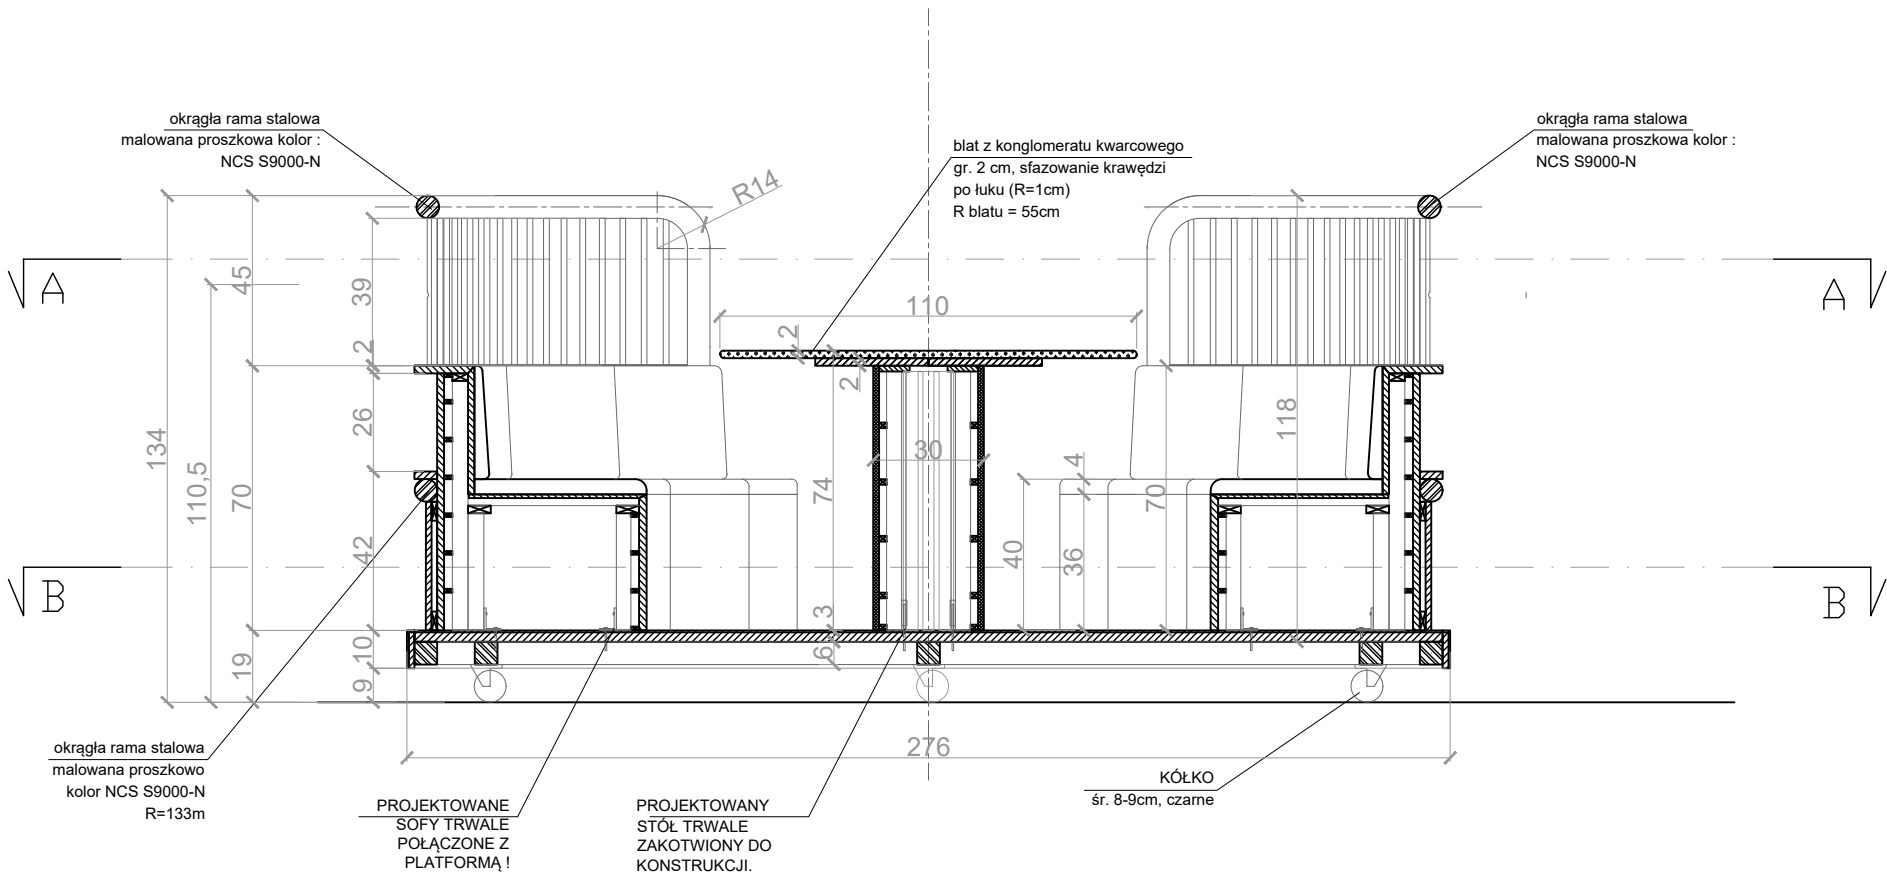 okrągła rama stalowa
malowana proszkowa kolor :
NCS S9000-N
okrągła rama stalowa
malowana proszkowa kolor :
NCS S9000-N
blat z konglomeratu kwarcowego
gr. 2 cm, sfazowanie krawędzi
po łuku (R=1cm)
R blatu = 55cm
R14
A
A
45
39
110
2
2
2
134
110,5
70
26
118
30
74
4
70
42
40
36
B
B
3
6
19
10
9
276
okrągła rama stalowa
malowana proszkowo
kolor NCS S9000-N
R=133m
PROJEKTOWANE
SOFY TRWALE
POŁĄCZONE Z
PLATFORMĄ !
PROJEKTOWANY
STÓŁ TRWALE
ZAKOTWIONY DO
KONSTRUKCJI.
KÓŁKO
śr. 8-9cm, czarne